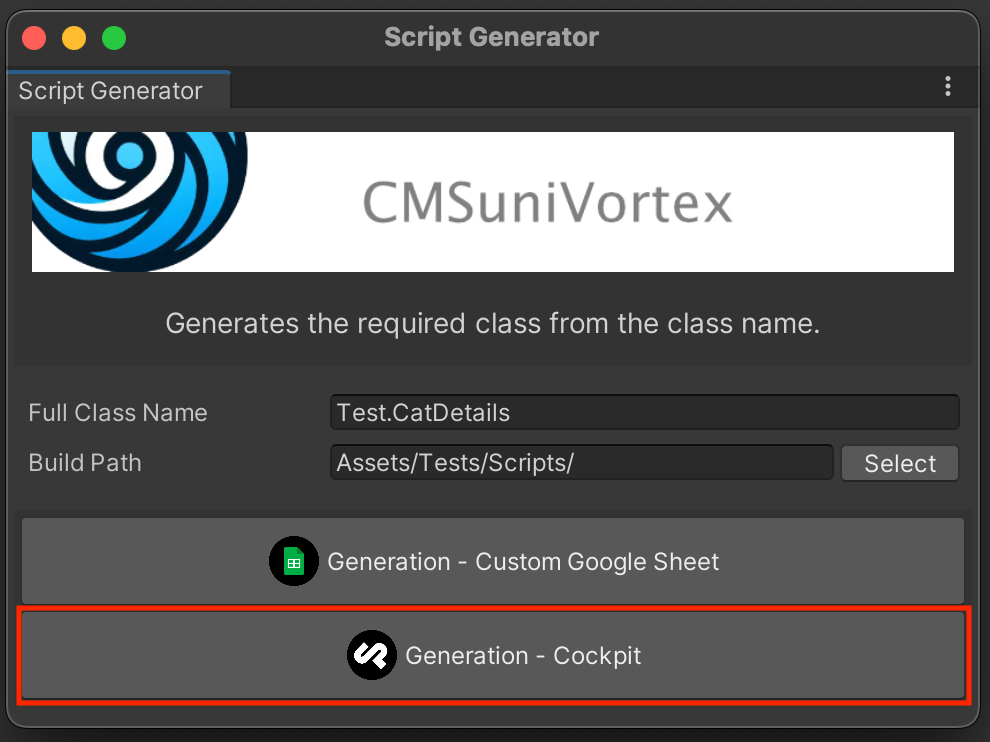 Script Generator
Script Generator
CMSuniVortex
Generates the required class from the class name.
Full Class Name Test.CatDetails
Build Path Assets/Tests/Scripts/ Select
Generation - Custom Google Sheet
Generation - Cockpit